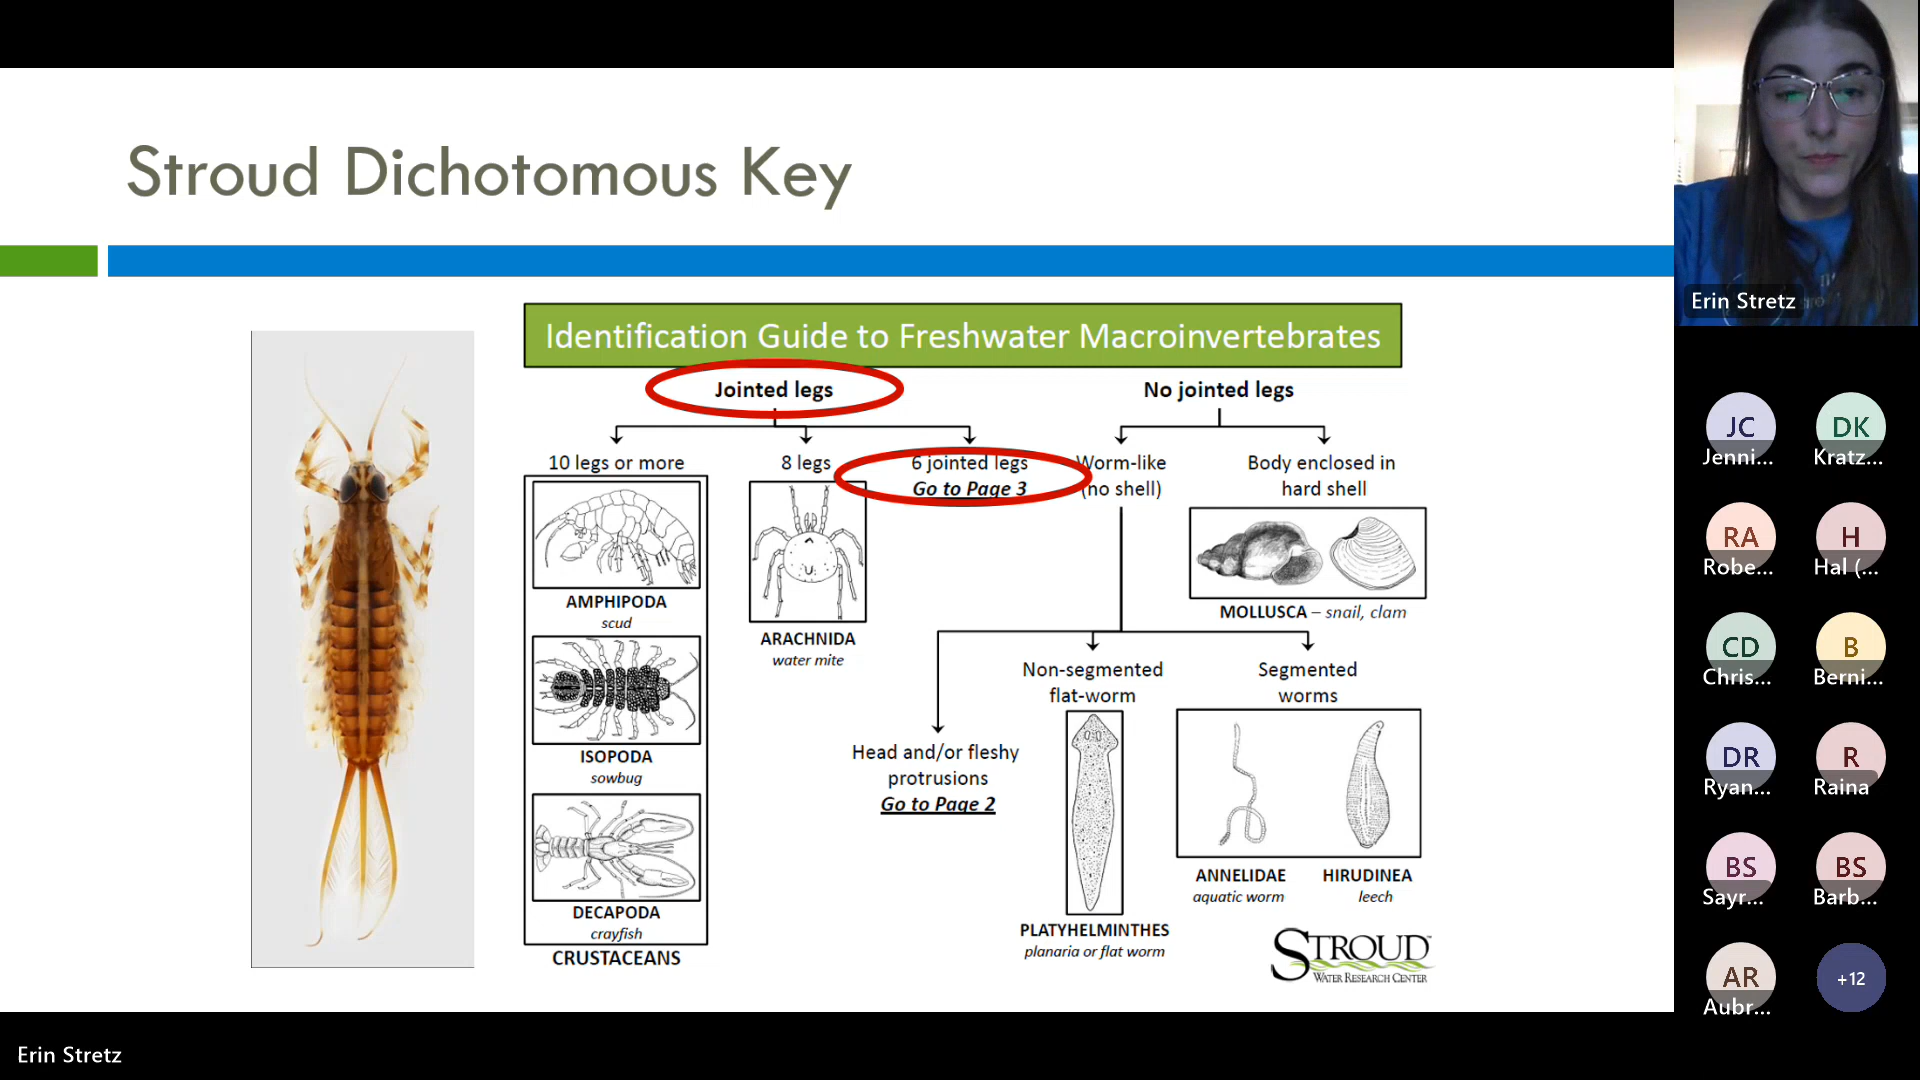 Stroud Dichotomous Key
Identification Guide to Freshwater Macroinvertebrates
Jointed legs
No jointed legs
10 legs or more
8 legs
6 jointed legs
Go to Page 3
Worm-like
(no shell)
Body enclosed in
hard shell
AMPHIPODA
scud
ISOPODA
sowbug
DECAPODA
crayfish
CRUSTACEANS
ARACHNIDA
water mite
MOLLUSCA – snail, clam
Head and/or fleshy
protrusions
Go to Page 2
Non-segmented
flat-worm
PLATYHELMINTHES
planaria or flat worm
Segmented
worms
ANNELIDAE
aquatic worm
HIRUDINEA
leech
STROUD™
WATER RESEARCH CENTER
Erin Stretz
JC
Jenni...
DK
Kratz...
RA
Robe...
H
Hal (...
CD
Chris...
B
Berni...
DR
Ryan...
R
Raina
BS
Sayr...
BS
Barb...
AR
Aubr...
+12
Erin Stretz